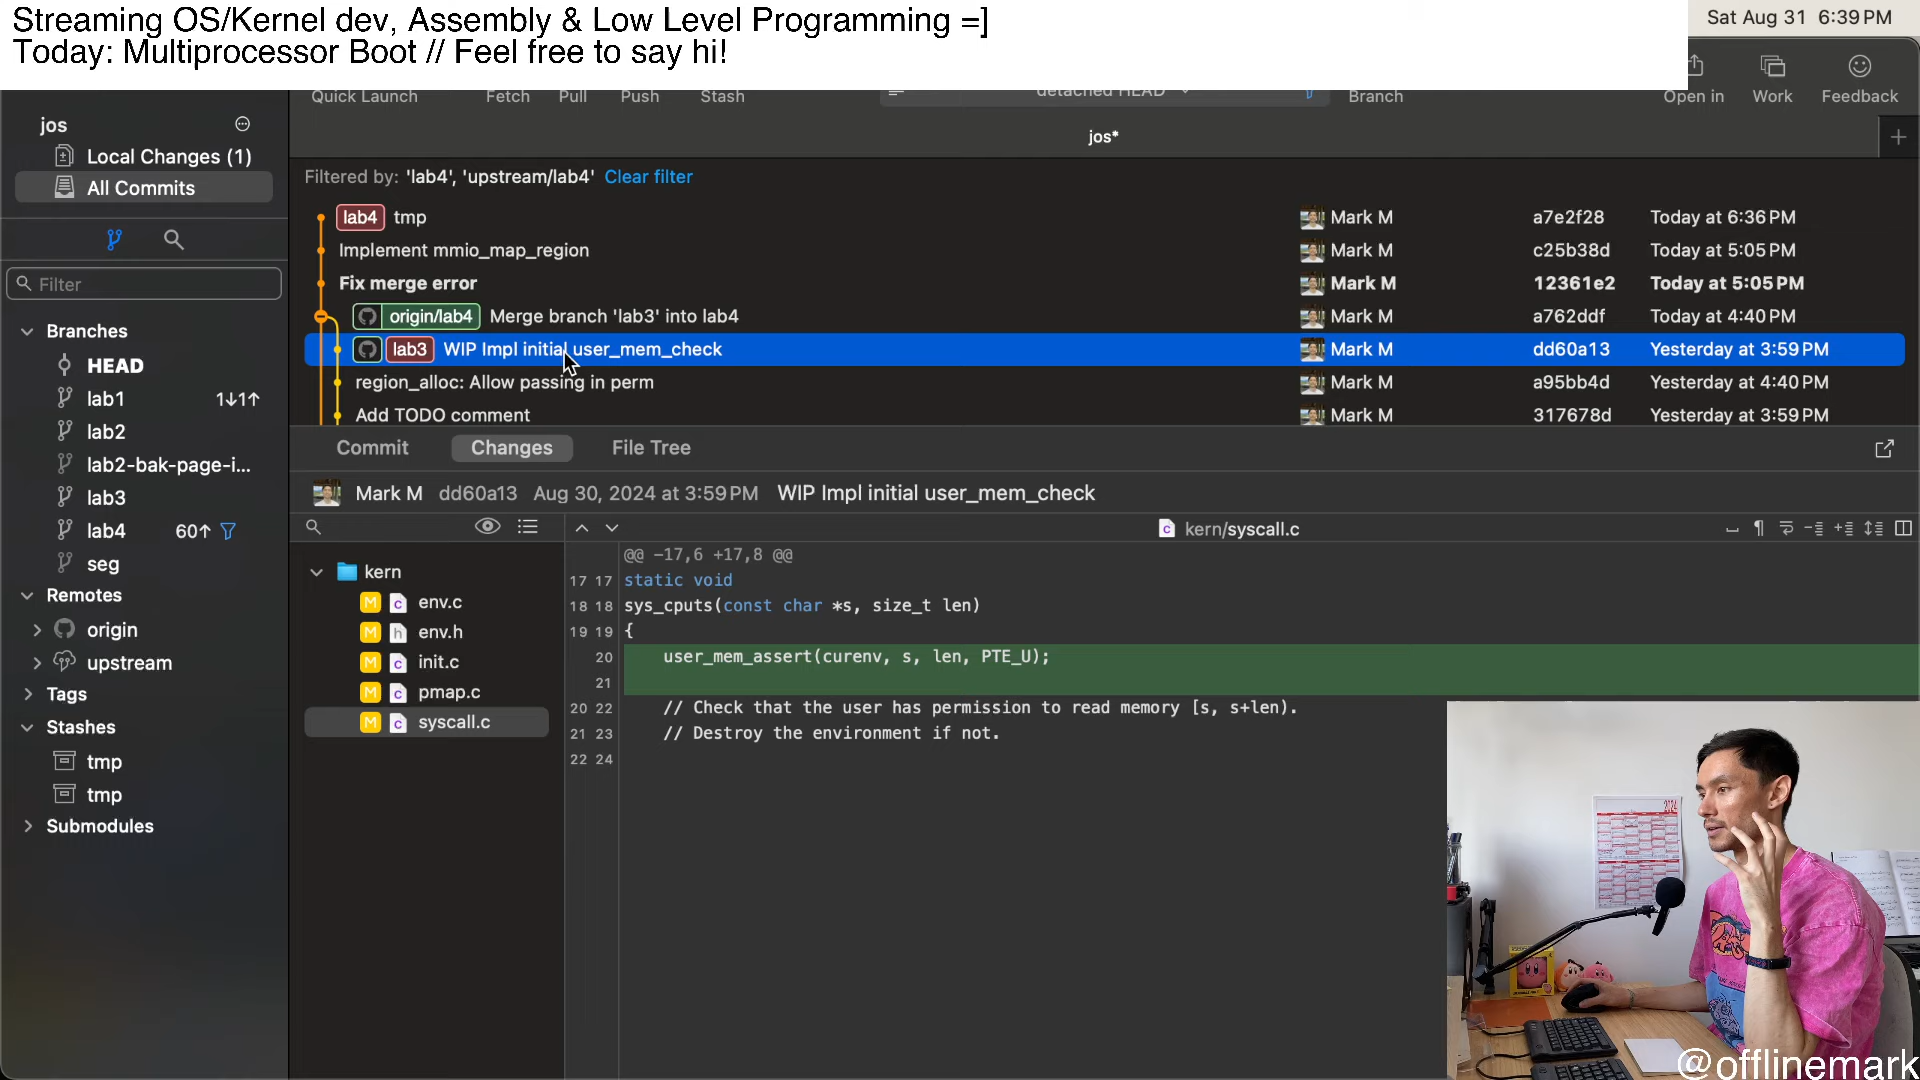 Streaming OS/Kernel dev, Assembly & Low Level Programming =]
Today: Multiprocessor Boot // Feel free to say hi!
Sat Aug 31 6:39 PM
Quick Launch Fetch Pull Push Stash detached HEAD Branch Open in Work Feedback
jos
jos*
Local Changes (1)
All Commits
Filter
Branches
HEAD
lab1 1↓1↑
lab2
lab2-bak-page-i...
lab3
lab4 60↑
seg
Remotes
origin
upstream
Tags
Stashes
tmp
tmp
Submodules
Filtered by: 'lab4', 'upstream/lab4' Clear filter
lab4 tmp Mark M a7e2f28 Today at 6:36 PM
Implement mmio_map_region Mark M c25b38d Today at 5:05 PM
Fix merge error Mark M 12361e2 Today at 5:05 PM
origin/lab4 Merge branch 'lab3' into lab4 Mark M a762ddf Today at 4:40 PM
lab3 WIP Impl initial user_mem_check Mark M dd60a13 Yesterday at 3:59 PM
region_alloc: Allow passing in perm Mark M a95bb4d Yesterday at 4:40 PM
Add TODO comment Mark M 317678d Yesterday at 3:59 PM
Commit Changes File Tree
Mark M dd60a13 Aug 30, 2024 at 3:59 PM WIP Impl initial user_mem_check
c kern/syscall.c
kern
M c env.c
M h env.h
M c init.c
M c pmap.c
M c syscall.c
@@ -17,6 +17,8 @@
17 17 static void
18 18 sys_cputs(const char *s, size_t len)
19 19 {
20 user_mem_assert(curenv, s, len, PTE_U);
21
20 22 // Check that the user has permission to read memory [s, s+len).
21 23 // Destroy the environment if not.
22 24
2024
@offlinemark